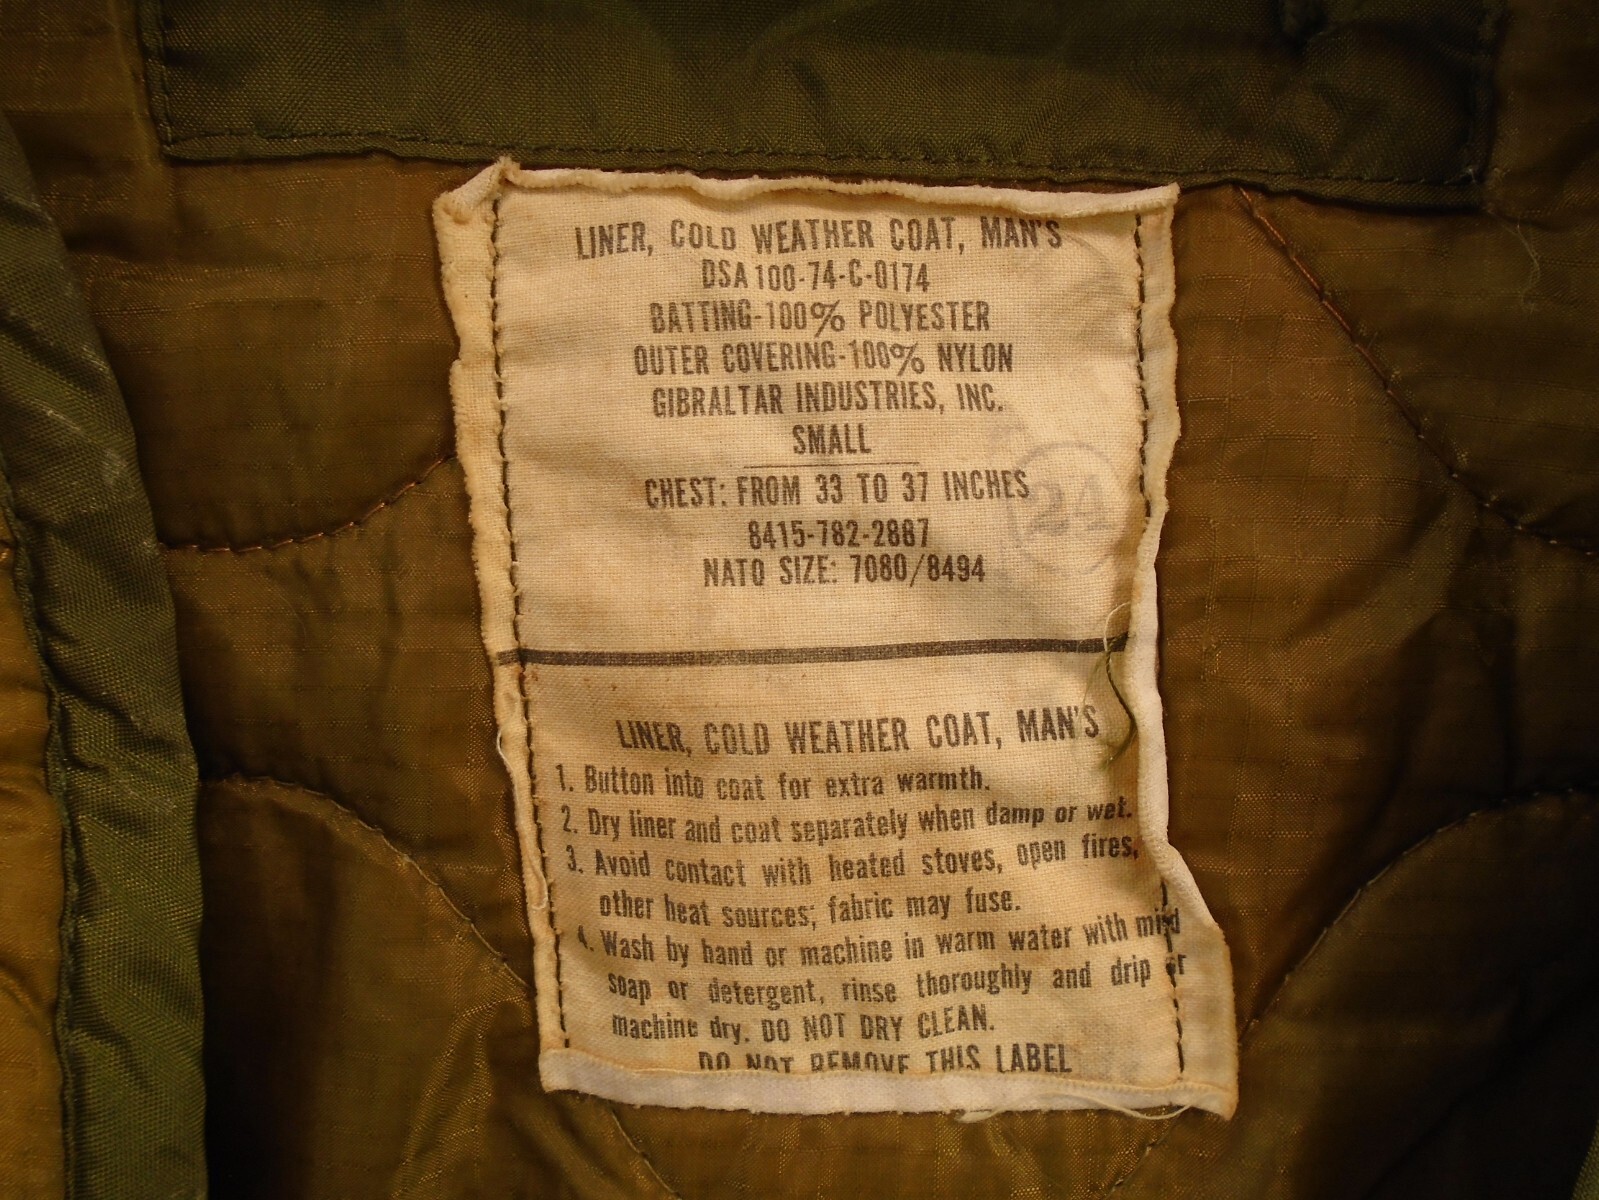 LINER, COLD WEATHER COAT, MAN'S
DSA 100-74-C-0174
BATTING-100% POLYESTER
OUTER COVERING-100% NYLON
GIBRALTAR INDUSTRIES, INC.
SMALL
CHEST: FROM 33 TO 37 INCHES
24
8415-782-2887
NATO SIZE: 7080/8494
LINER, COLD WEATHER COAT, MAN'S
1. Button into coat for extra warmth.
2. Dry liner and coat separately when damp or wet.
3. Avoid contact with heated stoves, open fires,
other heat sources; fabric may fuse.
4. Wash by hand or machine in warm water with mild
soap or detergent, rinse thoroughly and drip or
machine dry. DO NOT DRY CLEAN.
DO NOT REMOVE THIS LABEL